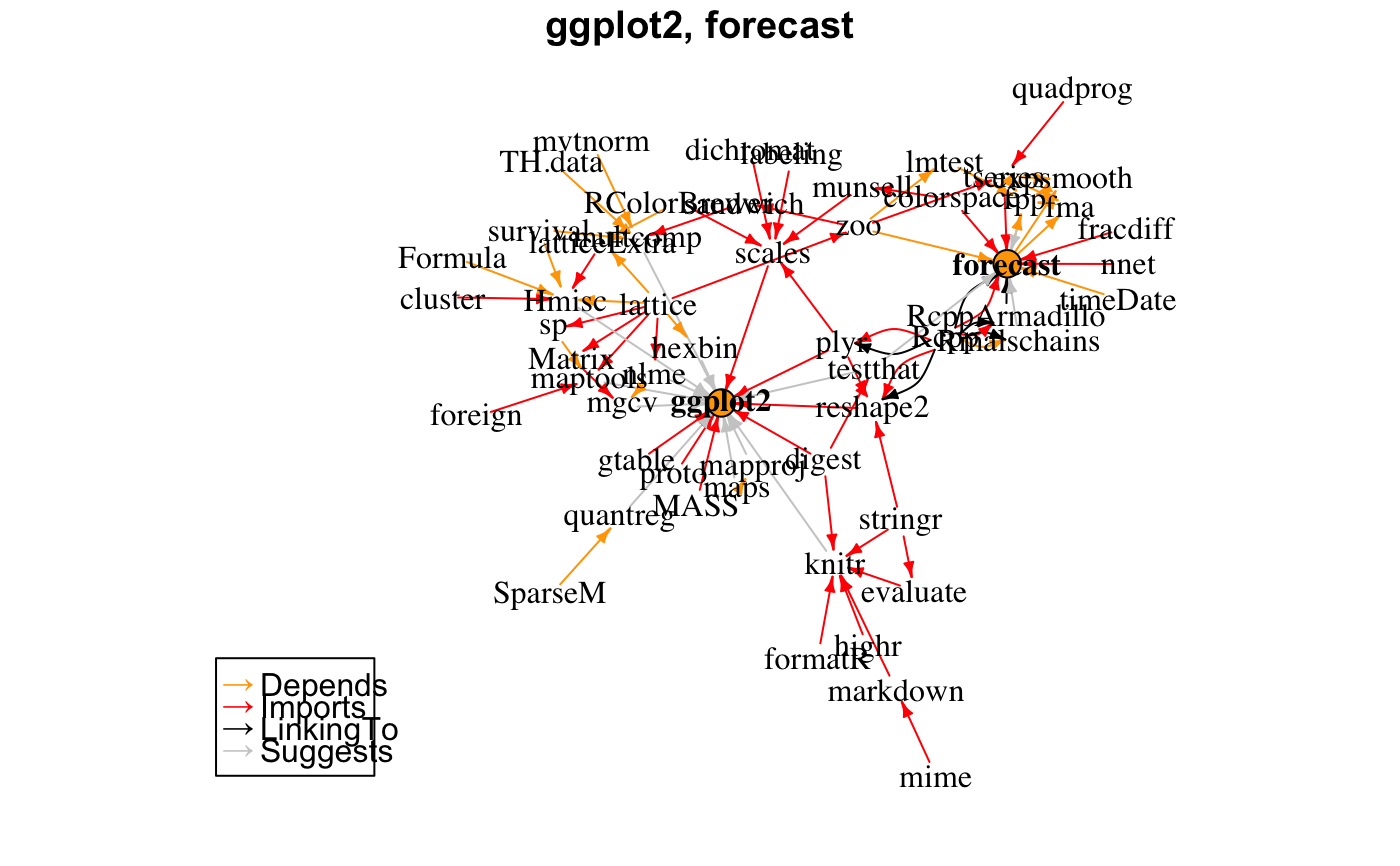 ggplot2, forecast
quadprog
mvtnorm
TH.data
dichromat
labeling
lmtest
tseries
expsmooth
munsell
colorspace
fpp
fma
RColorBrewer
sandwich
zoo
fracdiff
survival
multcomp
latticeExtra
scales
Formula
forecast
nnet
cluster
Hmisc
lattice
timeDate
sp
RcppArmadillo
Rcpp
Rmalschains
plyr
hexbin
Matrix
testthat
maptools
nlme
mgcv
ggplot2
reshape2
foreign
gtable
proto
mapproj
digest
maps
MASS
quantreg
stringr
knitr
SparseM
evaluate
highr
formatR
markdown
mime
Depends
Imports
LinkingTo
Suggests